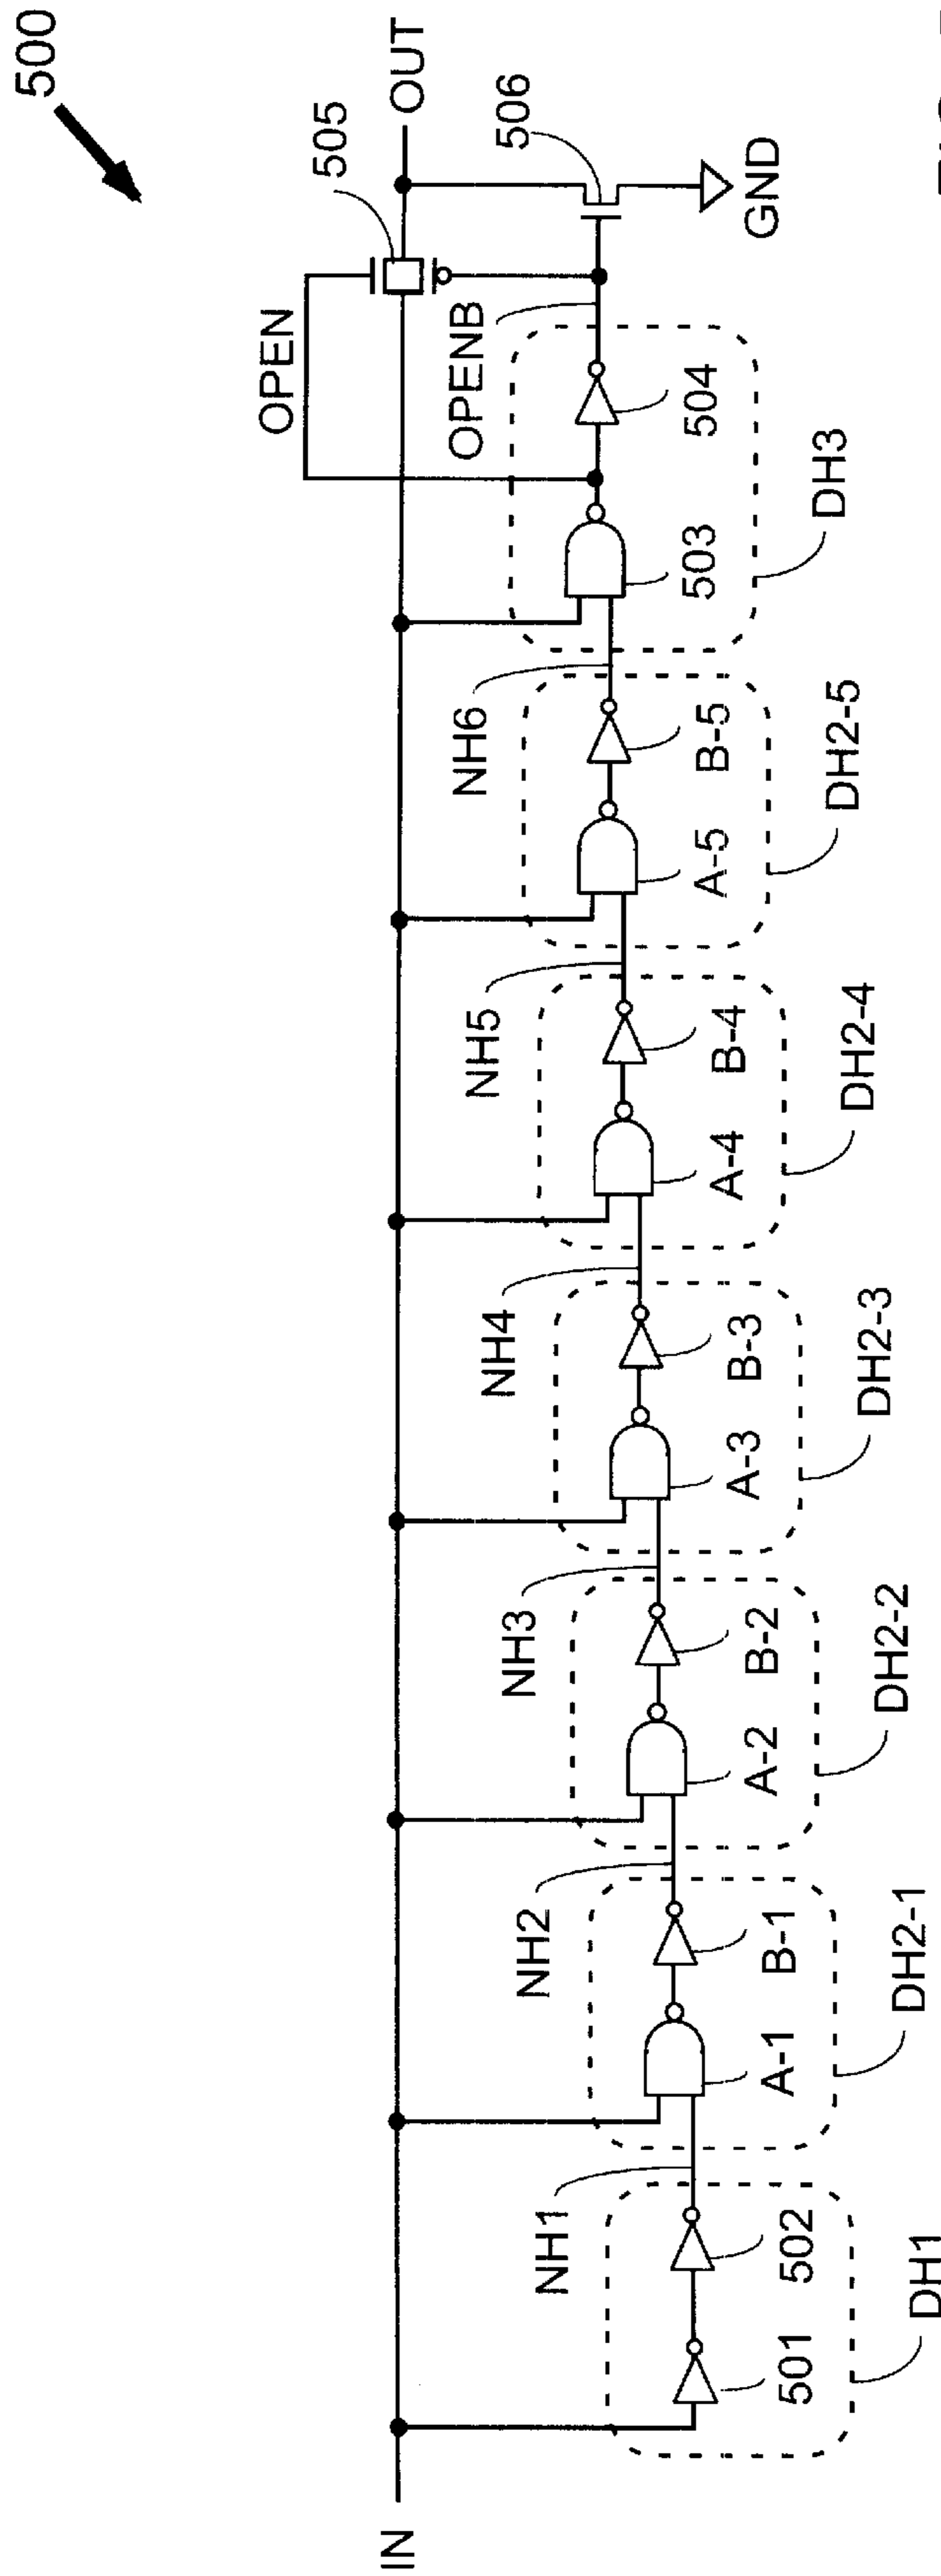 500
IN
OUT
OPEN
505
OPENB
506
GND
NH1
NH2
NH3
NH4
NH5
NH6
501
502
A-1
B-1
A-2
B-2
A-3
B-3
A-4
B-4
A-5
B-5
503
504
DH1
DH2-1
DH2-2
DH2-3
DH2-4
DH2-5
DH3